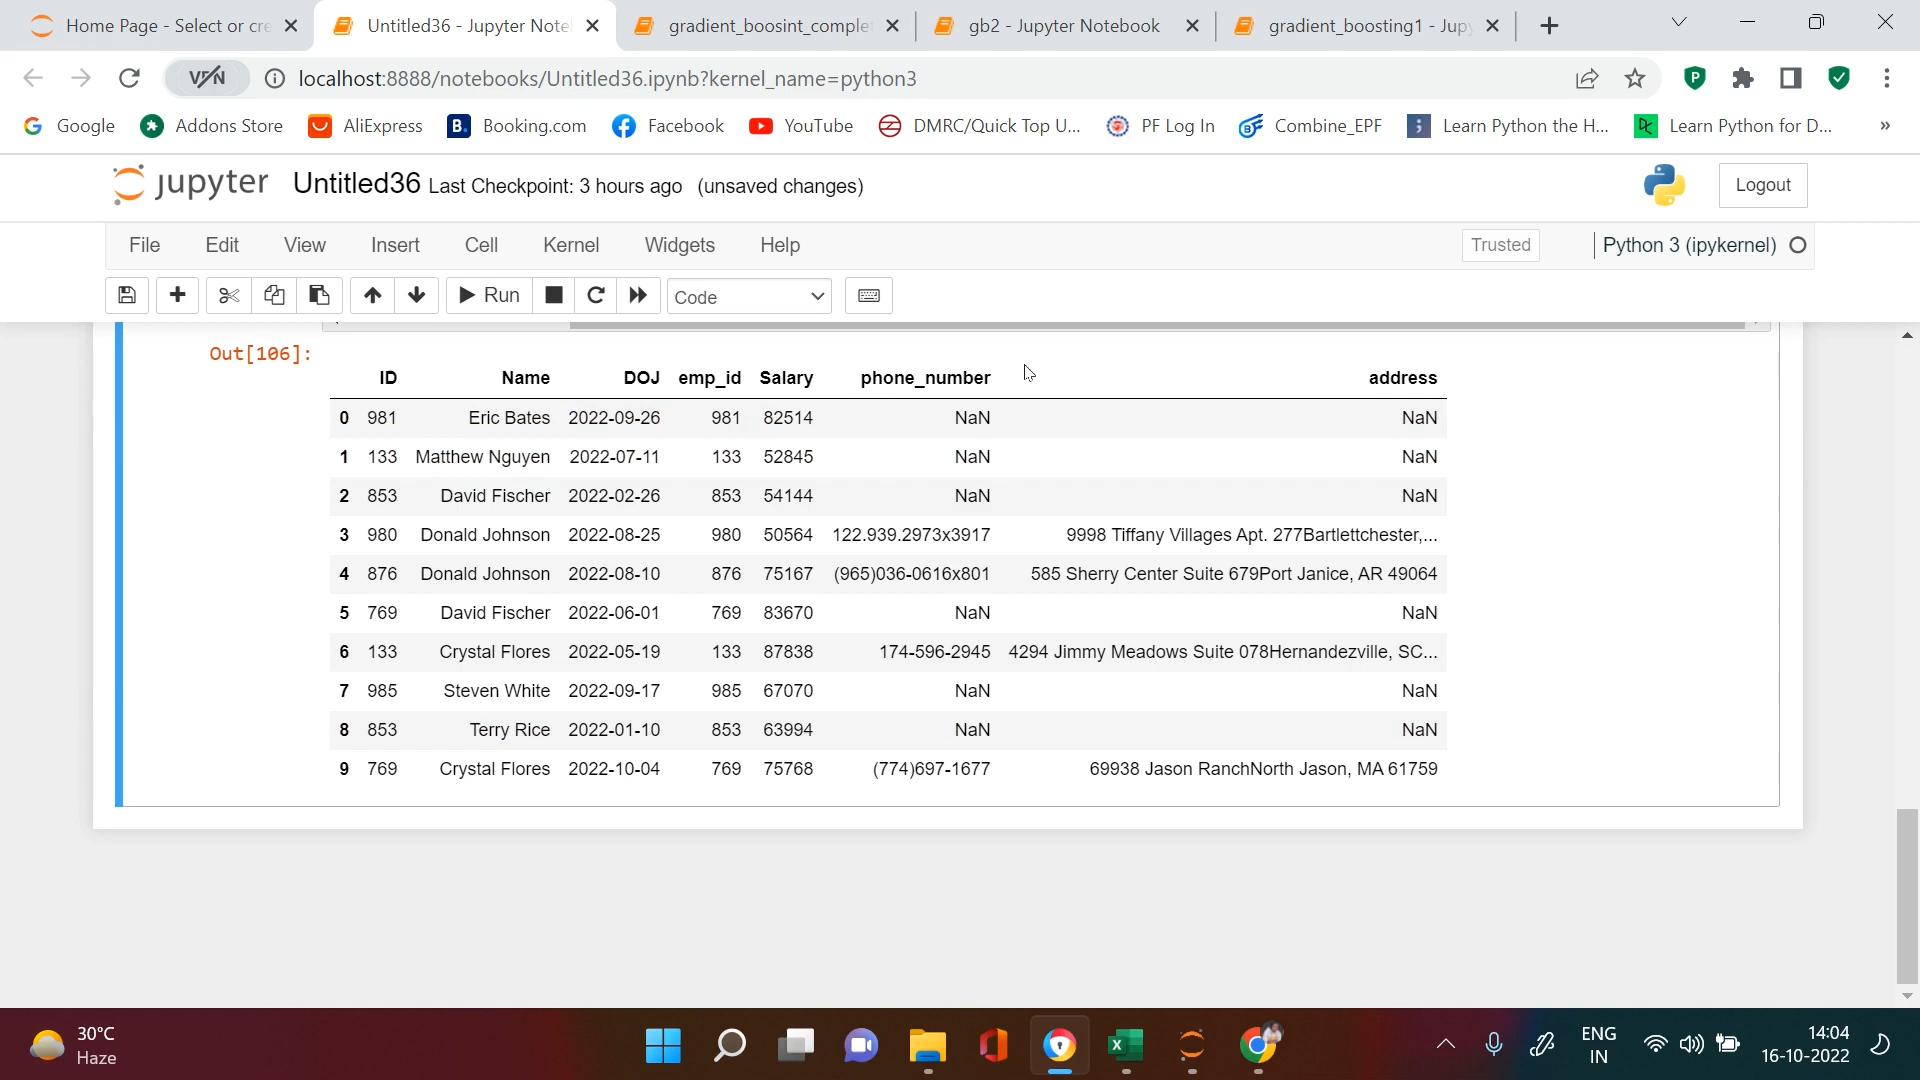 Home Page - Select or cre
Untitled36 - Jupyter Note
gradient_boosint_comple
gb2 - Jupyter Notebook
gradient_boosting1 - Jupy
VPN localhost:8888/notebooks/Untitled36.ipynb?kernel_name=python3
Google Addons Store AliExpress B. Booking.com Facebook YouTube DMRC/Quick Top U... PF Log In Combine_EPF Learn Python the H... Learn Python for D... »
jupyter Untitled36 Last Checkpoint: 3 hours ago (unsaved changes) Logout
File Edit View Insert Cell Kernel Widgets Help Trusted Python 3 (ipykernel)
Run Code
Out[106]:
ID Name DOJ emp_id Salary phone_number address
0 981 Eric Bates 2022-09-26 981 82514 NaN NaN
1 133 Matthew Nguyen 2022-07-11 133 52845 NaN NaN
2 853 David Fischer 2022-02-26 853 54144 NaN NaN
3 980 Donald Johnson 2022-08-25 980 50564 122.939.2973x3917 9998 Tiffany Villages Apt. 277Bartlettchester,...
4 876 Donald Johnson 2022-08-10 876 75167 (965)036-0616x801 585 Sherry Center Suite 679Port Janice, AR 49064
5 769 David Fischer 2022-06-01 769 83670 NaN NaN
6 133 Crystal Flores 2022-05-19 133 87838 174-596-2945 4294 Jimmy Meadows Suite 078Hernandezville, SC...
7 985 Steven White 2022-09-17 985 67070 NaN NaN
8 853 Terry Rice 2022-01-10 853 63994 NaN NaN
9 769 Crystal Flores 2022-10-04 769 75768 (774)697-1677 69938 Jason RanchNorth Jason, MA 61759
30°C
Haze
ENG
IN
14:04
16-10-2022